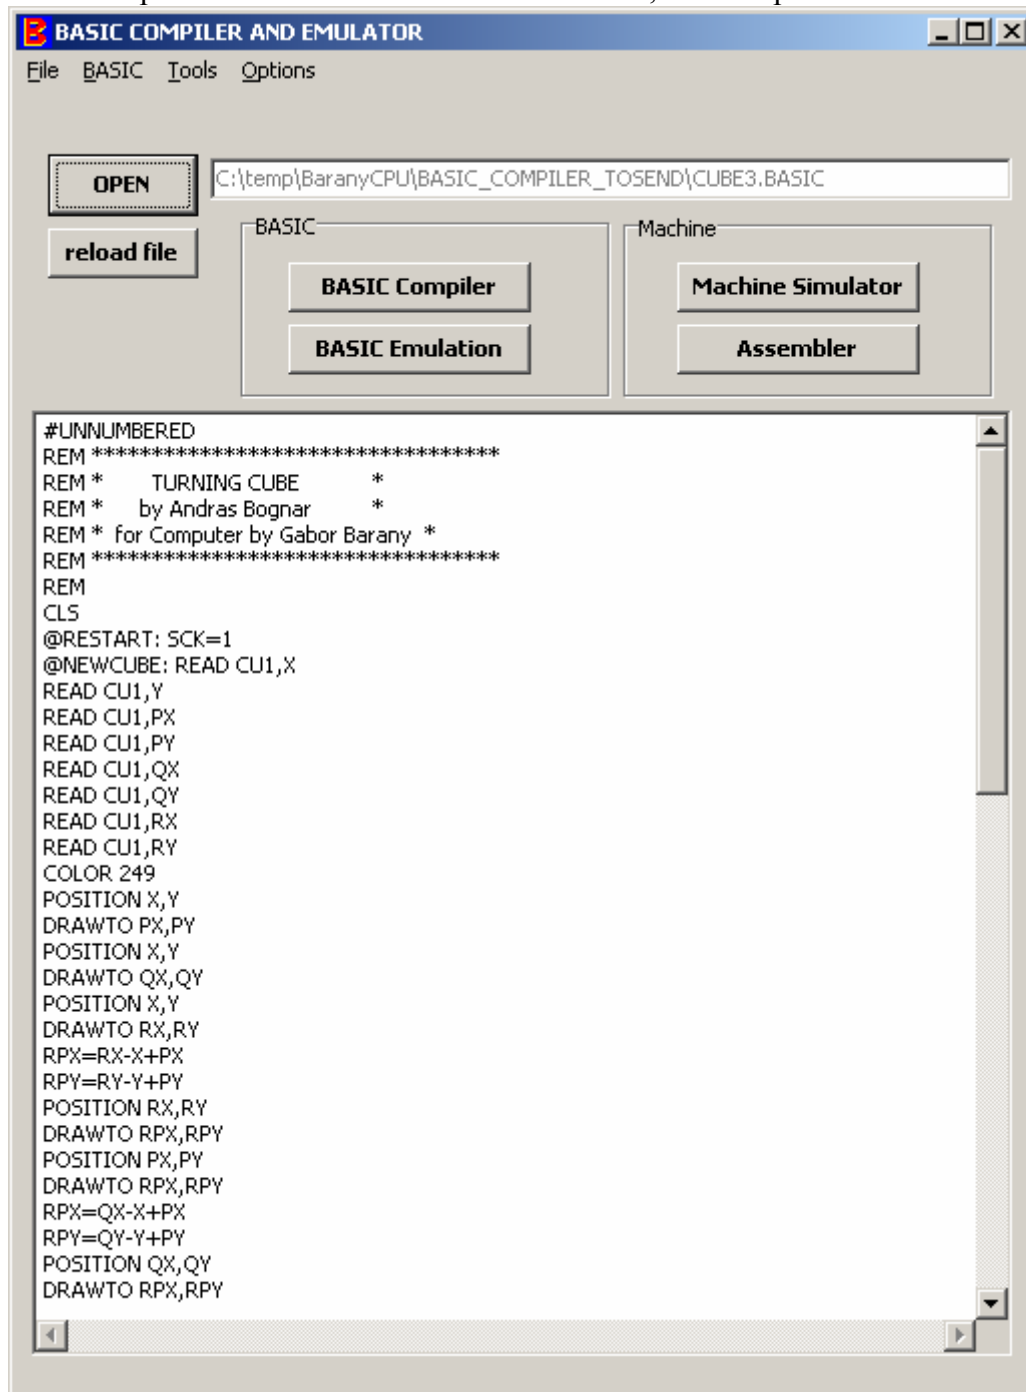 BASIC COMPILER AND EMULATOR
File BASIC Tools Options
OPEN
C:\temp\BaranyCPU\BASIC_COMPILER_TOSEND\CUBE3.BASIC
reload file
BASIC
Machine
BASIC Compiler
Machine Simulator
BASIC Emulation
Assembler
#UNNUMBERED
REM **********************************
REM * TURNING CUBE *
REM * by Andras Bognar *
REM * for Computer by Gabor Barany *
REM **********************************
REM
CLS
@RESTART: SCK=1
@NEWCUBE: READ CU1,X
READ CU1,Y
READ CU1,PX
READ CU1,PY
READ CU1,QX
READ CU1,QY
READ CU1,RX
READ CU1,RY
COLOR 249
POSITION X,Y
DRAWTO PX,PY
POSITION X,Y
DRAWTO QX,QY
POSITION X,Y
DRAWTO RX,RY
RPX=RX-X+PX
RPY=RY-Y+PY
POSITION RX,RY
DRAWTO RPX,RPY
POSITION PX,PY
DRAWTO RPX,RPY
RPX=QX-X+PX
RPY=QY-Y+PY
POSITION QX,QY
DRAWTO RPX,RPY